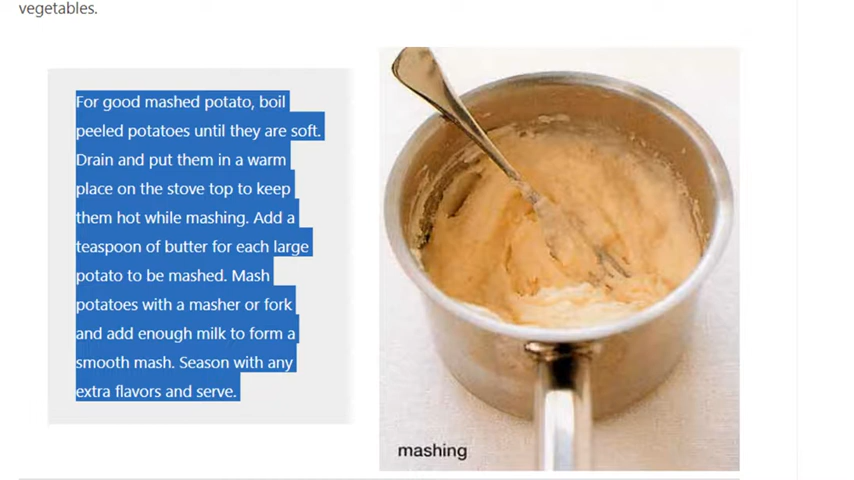 vegetables.
For good mashed potato, boil
peeled potatoes until they are soft.
Drain and put them in a warm
place on the stove top to keep
them hot while mashing. Add a
teaspoon of butter for each large
potato to be mashed. Mash
potatoes with a masher or fork
and add enough milk to form a
smooth mash. Season with any
extra flavors and serve.
mashing